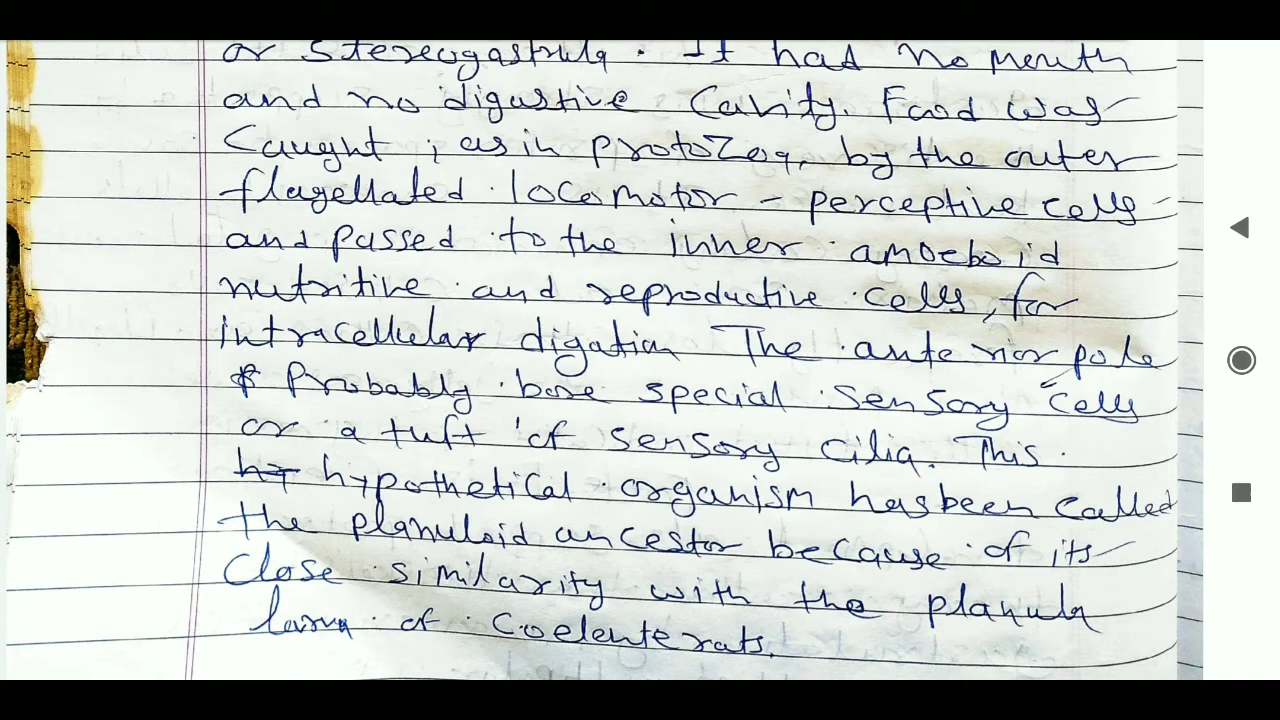 or stereogastrula. It had no mouth
and no digustive Cavity. Food was
Caught, as in protozoa, by the outer
flagellated locomotor - perceptive cells
and passed to the inner amoeboid
nutritive and reproductive cells, for
intracellular digation The anterior pole
probably bore special sensory cells
or a tuft of sensory cilia. This
hypothetical organism has been called
the planuloid ancestor because of its
Close similarity with the planula
larva of Coelenterats.